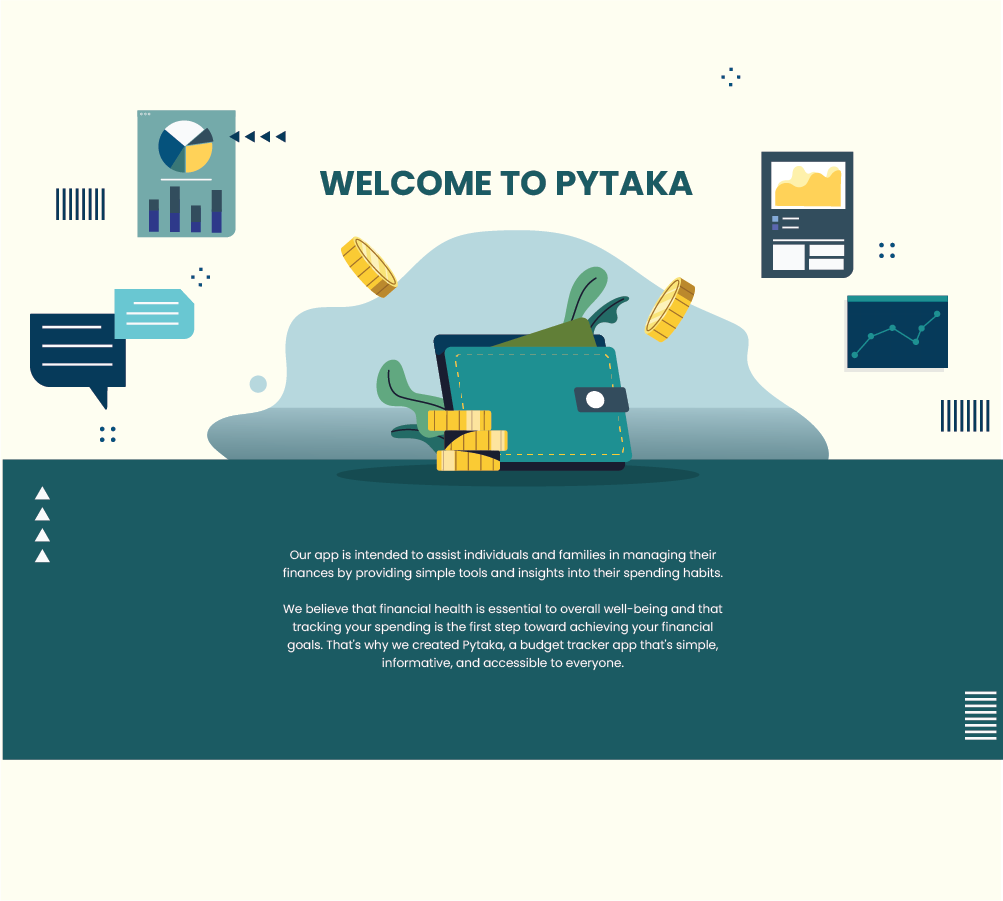 WELCOME TO PYTAKA
Our app is intended to assist individuals and families in managing their
finances by providing simple tools and insights into their spending habits.
We believe that financial health is essential to overall well-being and that
tracking your spending is the first step toward achieving your financial
goals. That's why we created Pytaka, a budget tracker app that's simple,
informative, and accessible to everyone.